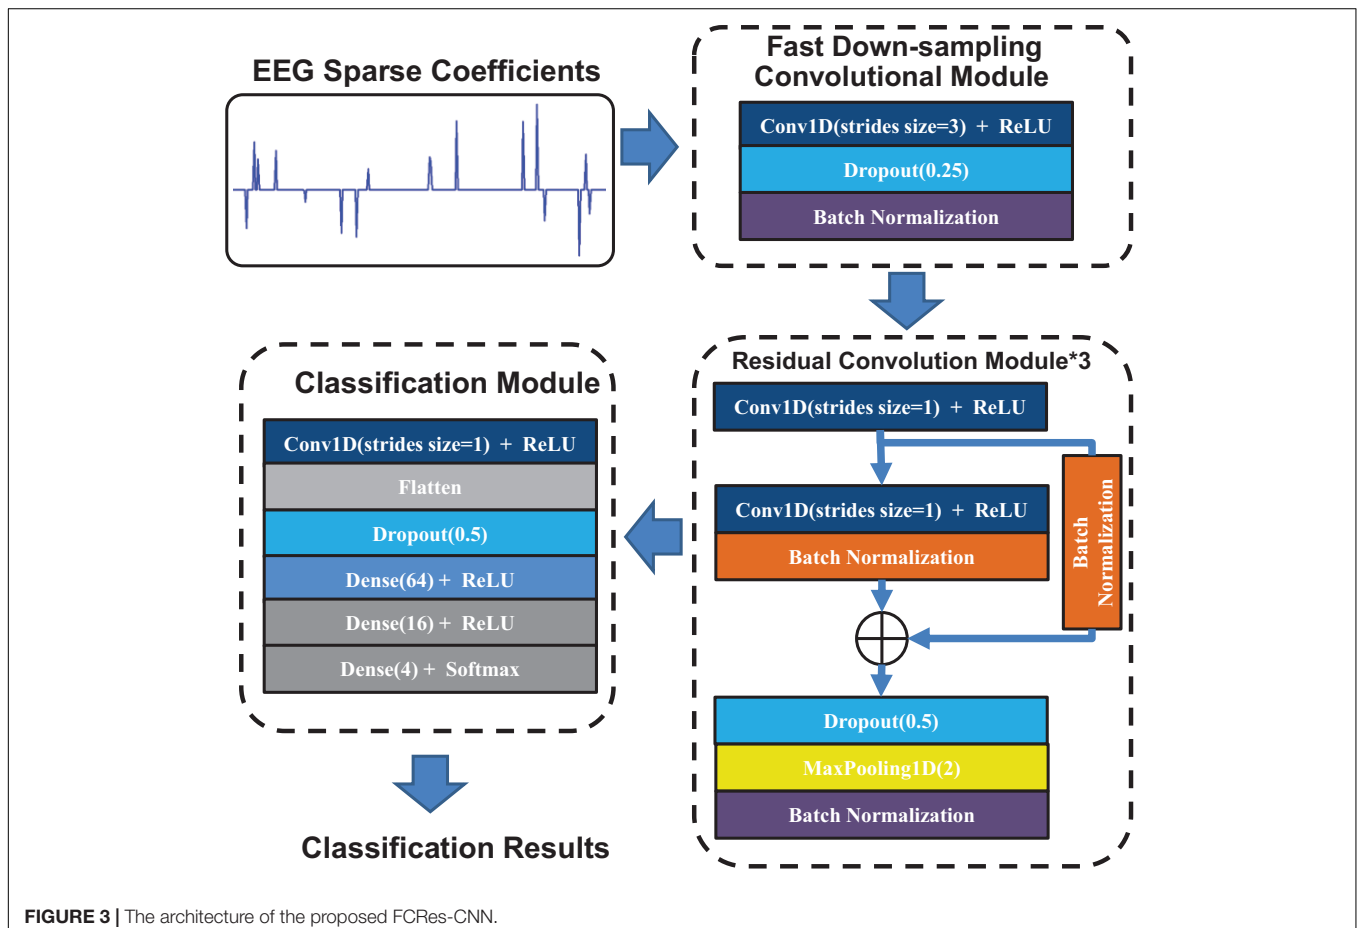 EEG Sparse Coefficients
Fast Down-sampling
Convolutional Module
Conv1D(strides size=3) + ReLU
Dropout(0.25)
Batch Normalization
Residual Convolution Module*3
Conv1D(strides size=1) + ReLU
Conv1D(strides size=1) + ReLU
Batch Normalization
Batch
Normalization
Dropout(0.5)
MaxPooling1D(2)
Batch Normalization
Classification Module
Conv1D(strides size=1) + ReLU
Flatten
Dropout(0.5)
Dense(64) + ReLU
Dense(16) + ReLU
Dense(4) + Softmax
Classification Results
FIGURE 3 | The architecture of the proposed FCRes-CNN.